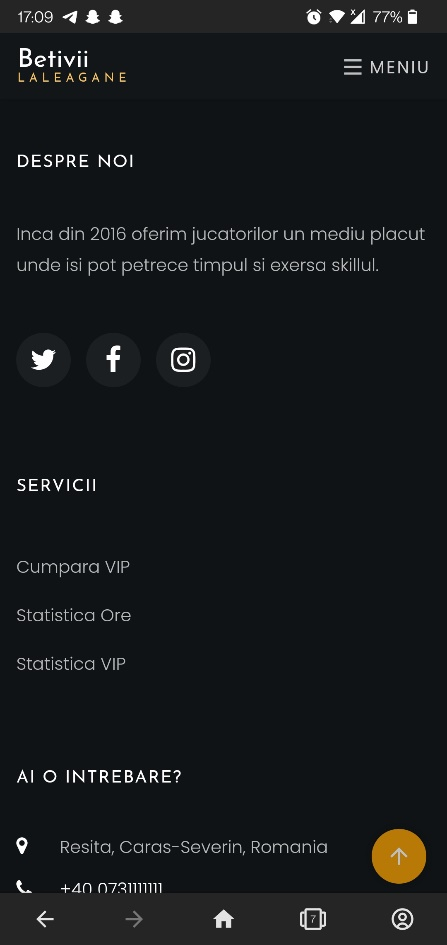 17:09
77%
Betivii
LALEAGANE
MENIU
DESPRE NOI
Inca din 2016 oferim jucatorilor un mediu placut
unde isi pot petrece timpul si exersa skillul.
SERVICII
Cumpara VIP
Statistica Ore
Statistica VIP
AI O INTREBARE?
Resita, Caras-Severin, Romania
+40 0731111111
7